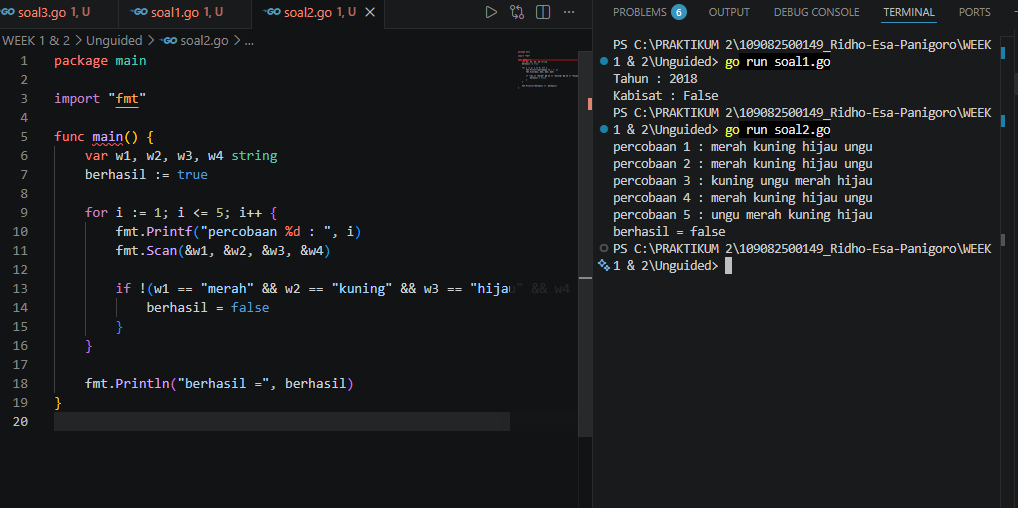 soal3.go 1, U
soal1.go 1, U
soal2.go 1, U
WEEK 1 & 2 > Unguided > soal2.go > ...
1 package main
2
3 import "fmt"
4
5 func main() {
6 var w1, w2, w3, w4 string
7 berhasil := true
8
9 for i := 1; i <= 5; i++ {
10 fmt.Printf("percobaan %d : ", i)
11 fmt.Scan(&w1, &w2, &w3, &w4)
12
13 if !(w1 == "merah" && w2 == "kuning" && w3 == "hijau" && w4
14 berhasil = false
15 }
16 }
17
18 fmt.Println("berhasil =", berhasil)
19 }
20
PROBLEMS 6 OUTPUT DEBUG CONSOLE TERMINAL PORTS
PS C:\PRAKTIKUM 2\109082500149_Ridho-Esa-Panigoro\WEEK
1 & 2\Unguided> go run soal1.go
Tahun : 2018
Kabisat : False
PS C:\PRAKTIKUM 2\109082500149_Ridho-Esa-Panigoro\WEEK
1 & 2\Unguided> go run soal2.go
percobaan 1 : merah kuning hijau ungu
percobaan 2 : merah kuning hijau ungu
percobaan 3 : kuning ungu merah hijau
percobaan 4 : merah kuning hijau ungu
percobaan 5 : ungu merah kuning hijau
berhasil = false
PS C:\PRAKTIKUM 2\109082500149_Ridho-Esa-Panigoro\WEEK
1 & 2\Unguided>